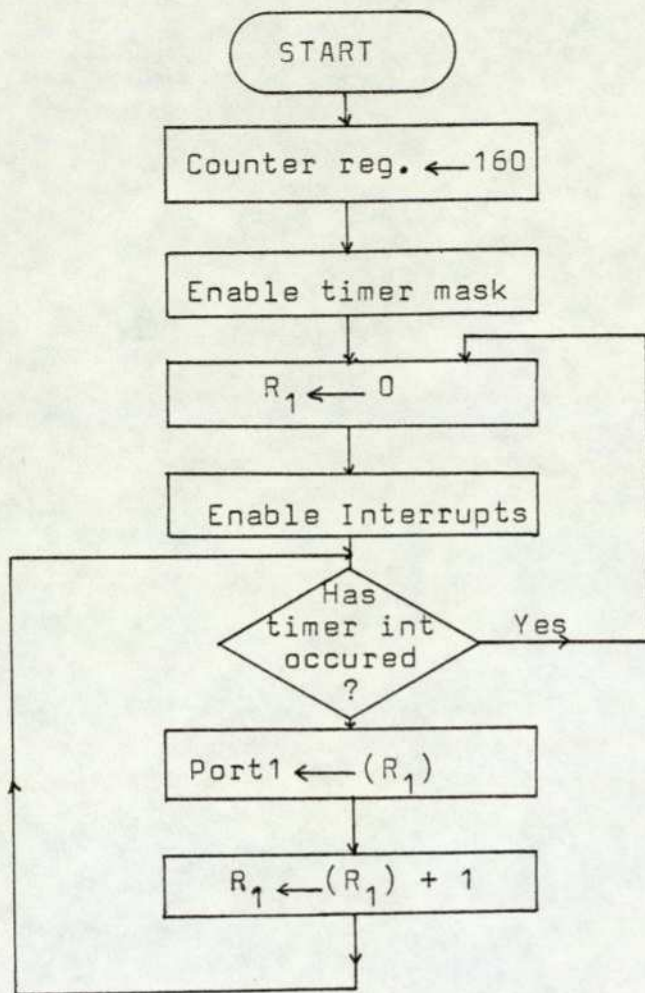 START
Counter reg. ← 160
Enable timer mask
R₁ ← 0
Enable Interrupts
Has
timer int
occured
?
Yes
Port1 ← (R₁)
R₁ ← (R₁) + 1